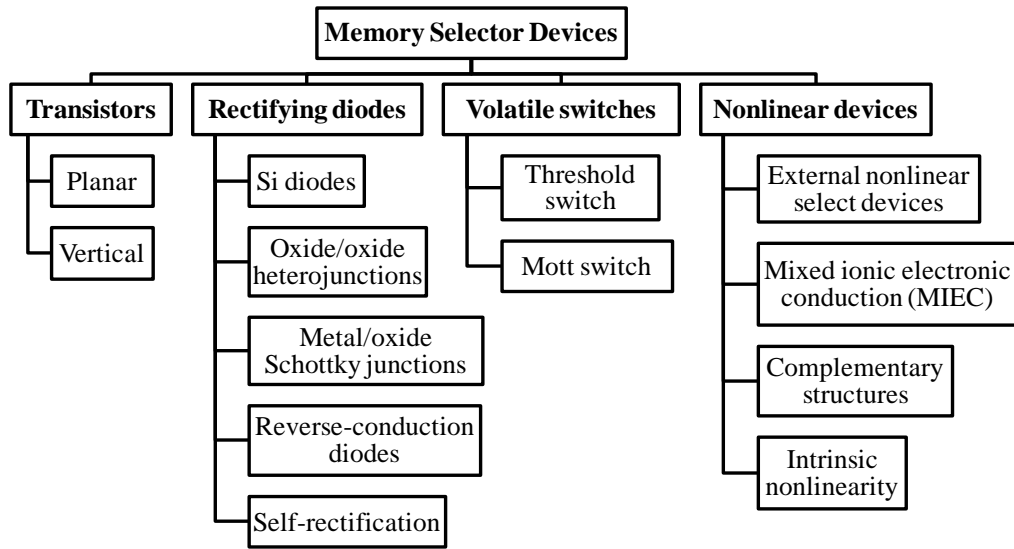 Memory Selector Devices
Transistors
Planar
Vertical
Rectifying diodes
Si diodes
Oxide/oxide
heterojunctions
Metal/oxide
Schottky junctions
Reverse-conduction
diodes
Self-rectification
Volatile switches
Threshold
switch
Mott switch
Nonlinear devices
External nonlinear
select devices
Mixed ionic electronic
conduction (MIEC)
Complementary
structures
Intrinsic
nonlinearity